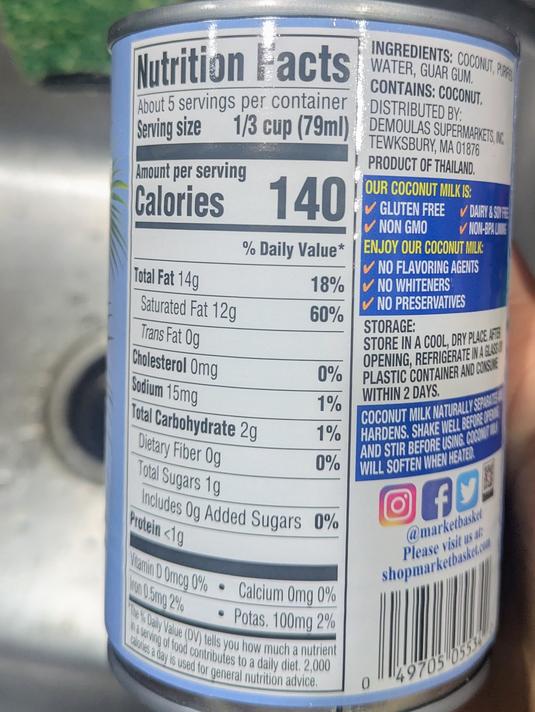 Nutrition Facts
About 5 servings per container
Serving size 1/3 cup (79ml)
Amount per serving
Calories 140
% Daily Value*
Total Fat 14g 18%
Saturated Fat 12g 60%
Trans Fat 0g
Cholesterol 0mg 0%
Sodium 15mg 1%
Total Carbohydrate 2g 1%
Dietary Fiber 0g 0%
Total Sugars 1g
Includes 0g Added Sugars 0%
Protein <1g
Vitamin D 0mcg 0% • Calcium 0mg 0%
Iron 0.5mg 2% • Potas. 100mg 2%
*The % Daily Value (DV) tells you how much a nutrient
in a serving of food contributes to a daily diet. 2,000
calories a day is used for general nutrition advice.
INGREDIENTS: COCONUT,
WATER, GUAR GUM.
CONTAINS: COCONUT.
DISTRIBUTED BY:
DEMOULAS SUPERMARKETS, INC.
TEWKSBURY, MA 01876
PRODUCT OF THAILAND.
OUR COCONUT MILK IS:
✓ GLUTEN FREE ✓ DAIRY & SOY FREE
✓ NON GMO ✓ NON-BPA LINING
ENJOY OUR COCONUT MILK:
✓ NO FLAVORING AGENTS
✓ NO WHITENERS
✓ NO PRESERVATIVES
STORAGE:
STORE IN A COOL, DRY PLACE. AFTER
OPENING, REFRIGERATE IN A GLASS OR
PLASTIC CONTAINER AND CONSUME
WITHIN 2 DAYS.
COCONUT MILK NATURALLY SEPARATES AND
HARDENS. SHAKE WELL BEFORE OPENING
AND STIR BEFORE USING. COCONUT MILK
WILL SOFTEN WHEN HEATED.
@marketbasket
Please visit us at:
shopmarketbasket.com
0 49705 05534